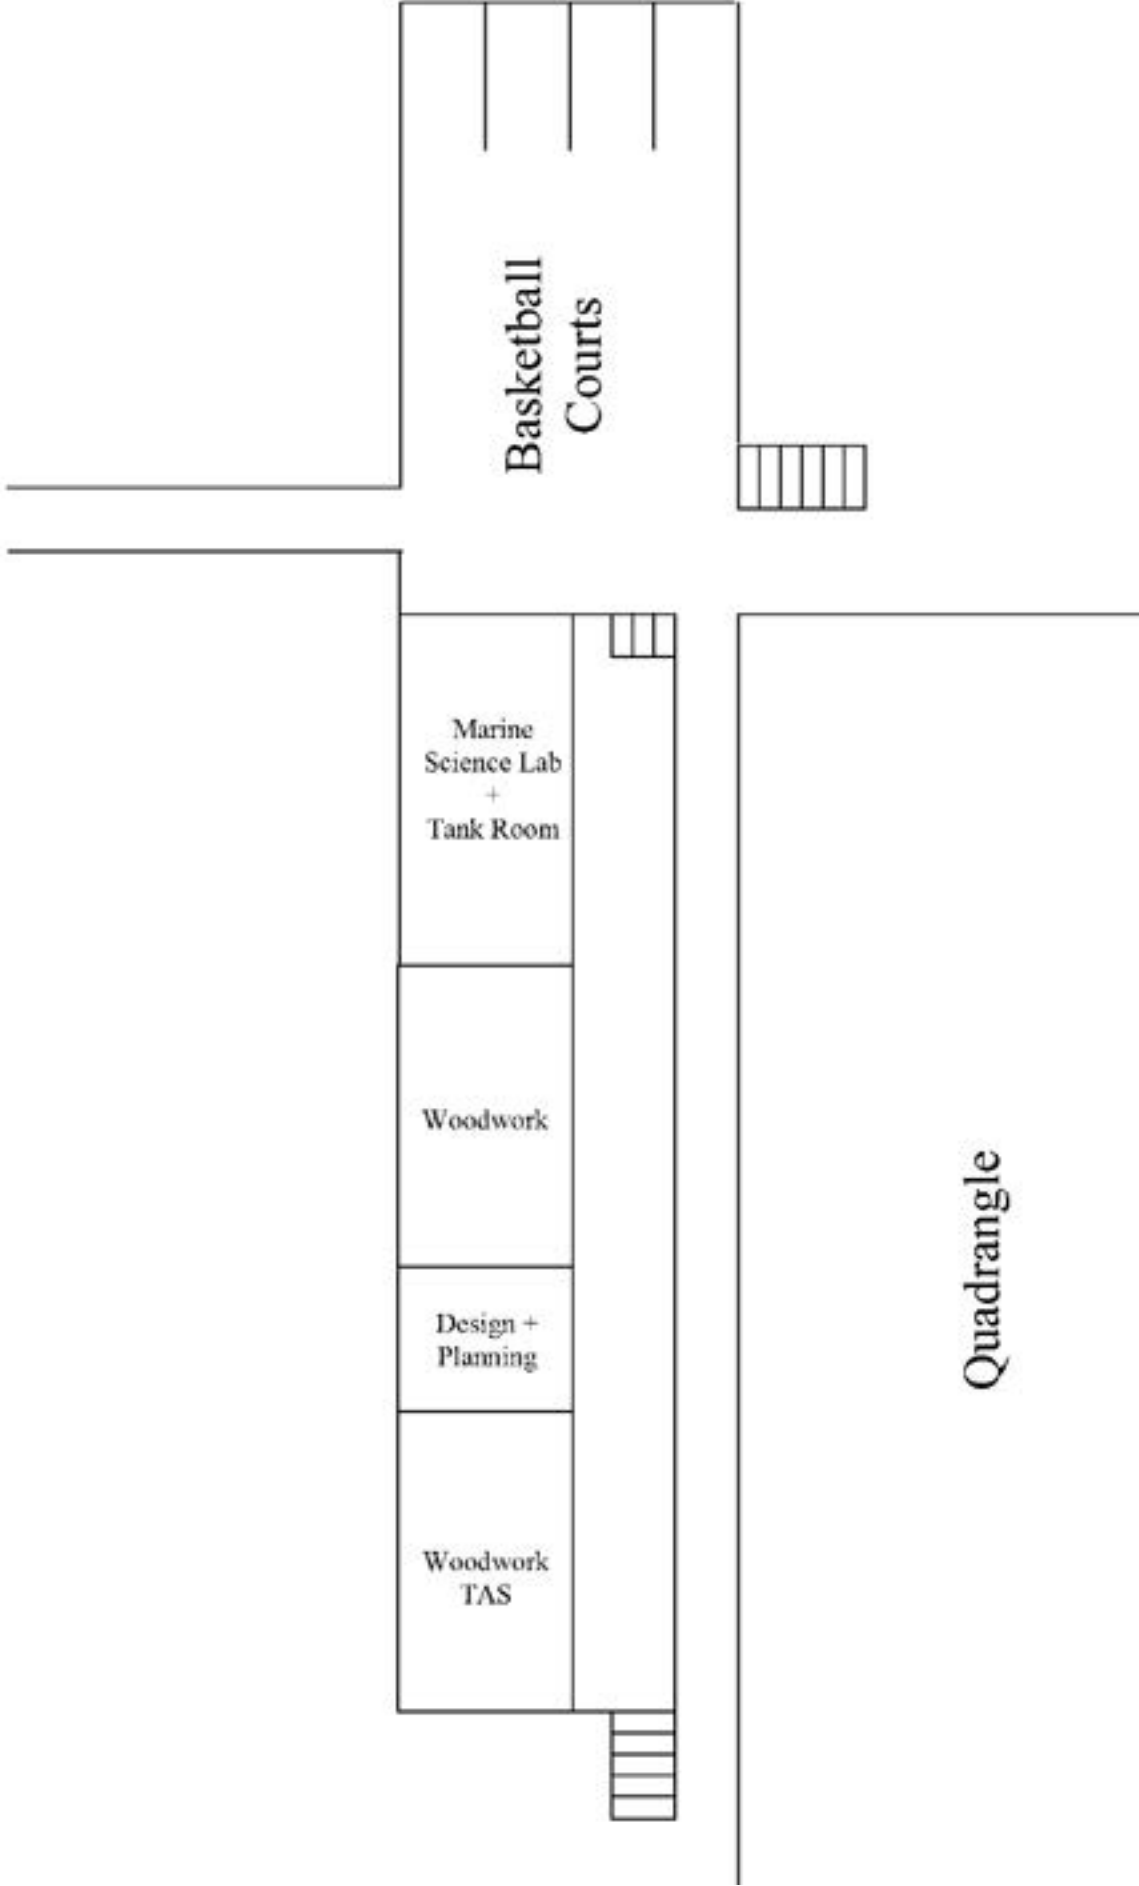 Basketball
Courts
Marine
Science Lab
+
Tank Room
Woodwork
Design +
Planning
Woodwork
TAS
Quadrangle